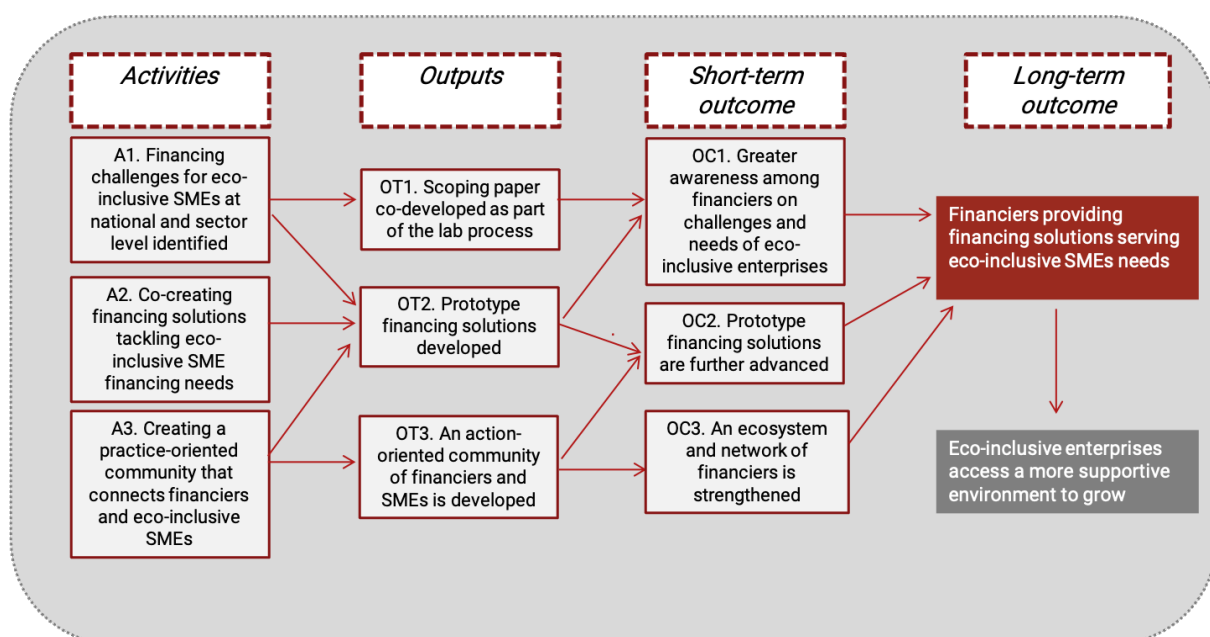 Activities
Outputs
Short-term
outcome
Long-term
outcome
A1. Financing
challenges for eco-
inclusive SMEs at
national and sector
level identified
A2. Co-creating
financing solutions
tackling eco-
inclusive SME
financing needs
A3. Creating a
practice-oriented
community that
connects financiers
and eco-inclusive
SMEs
OT1. Scoping paper
co-developed as part
of the lab process
OT2. Prototype
financing solutions
developed
OT3. An action-
oriented community
of financiers and
SMEs is developed
OC1. Greater
awareness among
financiers on
challenges and
needs of eco-
inclusive enterprises
OC2. Prototype
financing solutions
are further advanced
OC3. An ecosystem
and network of
financiers is
strengthened
Financiers providing
financing solutions serving
eco-inclusive SMEs needs
Eco-inclusive enterprises
access a more supportive
environment to grow